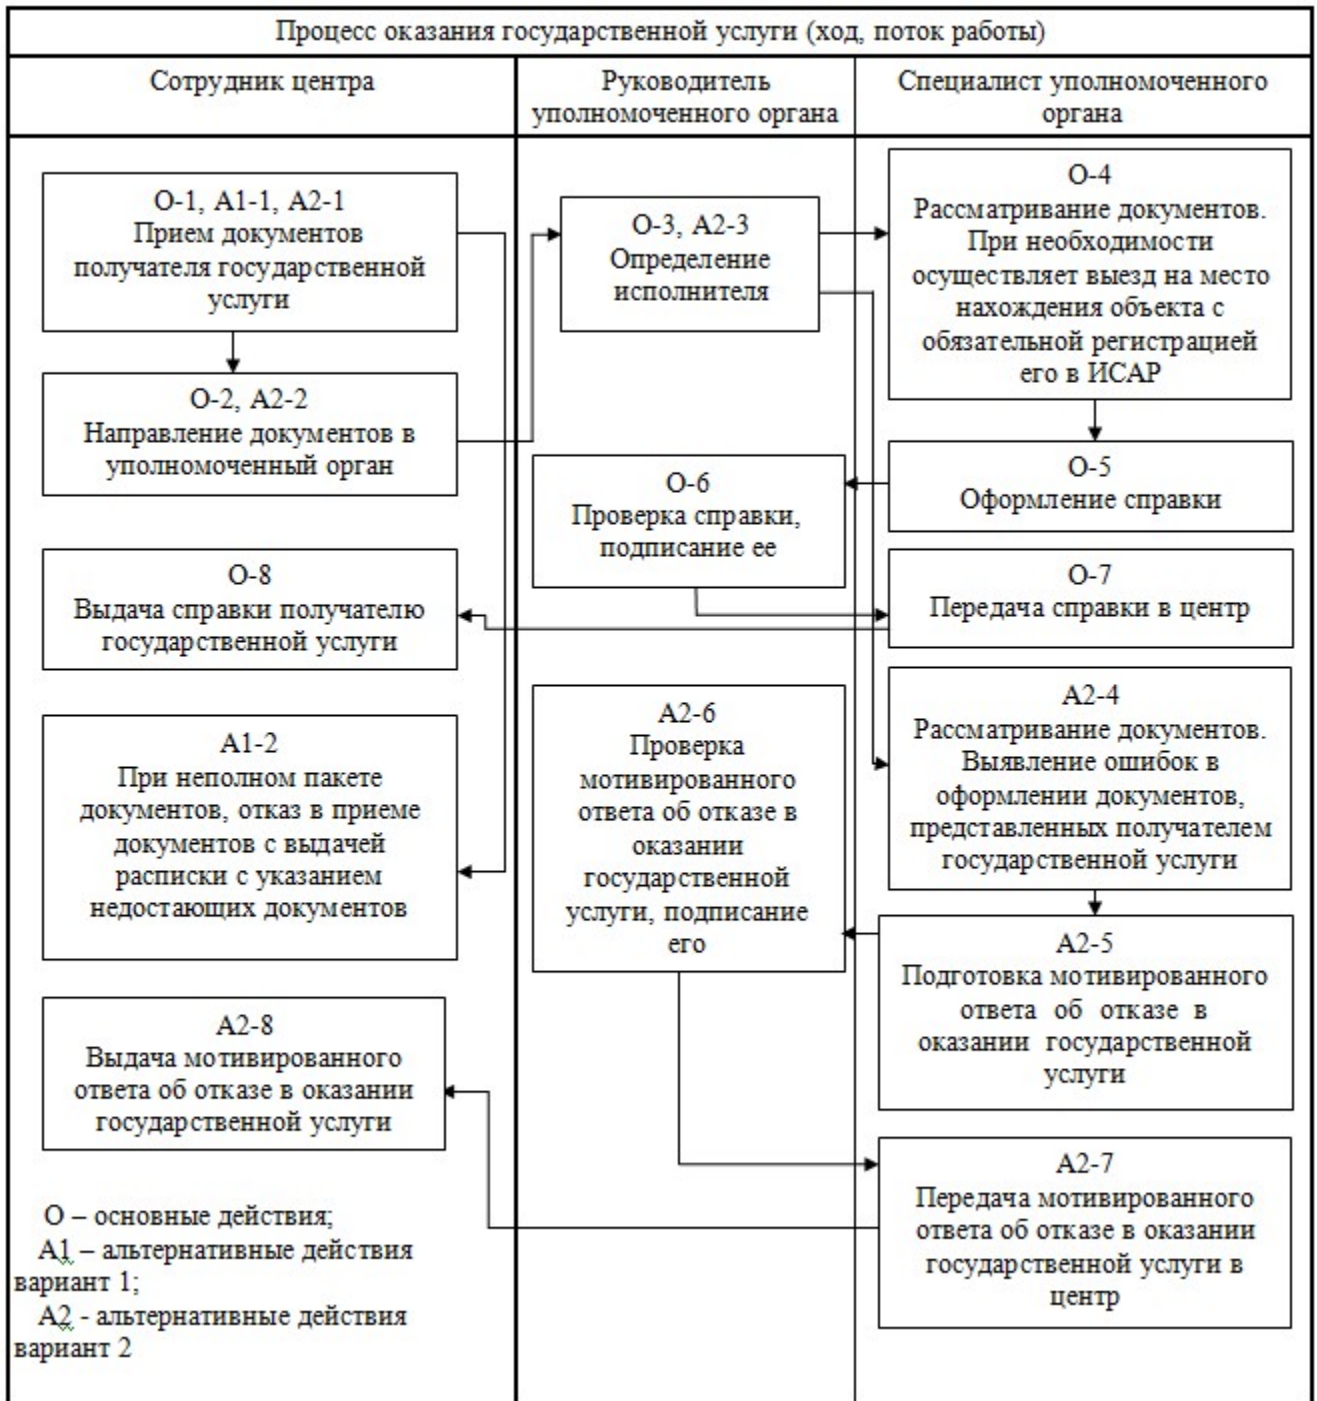 Процесс оказания государственной услуги (ход, поток работы)
Сотрудник центра
Руководитель
уполномоченного органа
Специалист уполномоченного
органа
О-1, А1-1, А2-1
Прием документов
получателя государственной
услуги
О-2, А2-2
Направление документов в
уполномоченный орган
О-8
Выдача справки получателю
государственной услуги
А1-2
При неполном пакете
документов, отказ в приеме
документов с выдачей
расписки с указанием
недостающих документов
А2-8
Выдача мотивированного
ответа об отказе в оказании
государственной услуги
О – основные действия;
А1 – альтернативные действия
вариант 1;
А2 - альтернативные действия
вариант 2
О-3, А2-3
Определение
исполнителя
О-6
Проверка справки,
подписание ее
А2-6
Проверка
мотивированного
ответа об отказе в
оказании
государственной
услуги, подписание
его
О-4
Рассматривание документов.
При необходимости
осуществляет выезд на место
нахождения объекта с
обязательной регистрацией
его в ИСАР
О-5
Оформление справки
О-7
Передача справки в центр
А2-4
Рассматривание документов.
Выявление ошибок в
оформлении документов,
представленных получателем
государственной услуги
А2-5
Подготовка мотивированного
ответа об отказе в
оказании государственной
услуги
А2-7
Передача мотивированного
ответа об отказе в оказании
государственной услуги в
центр